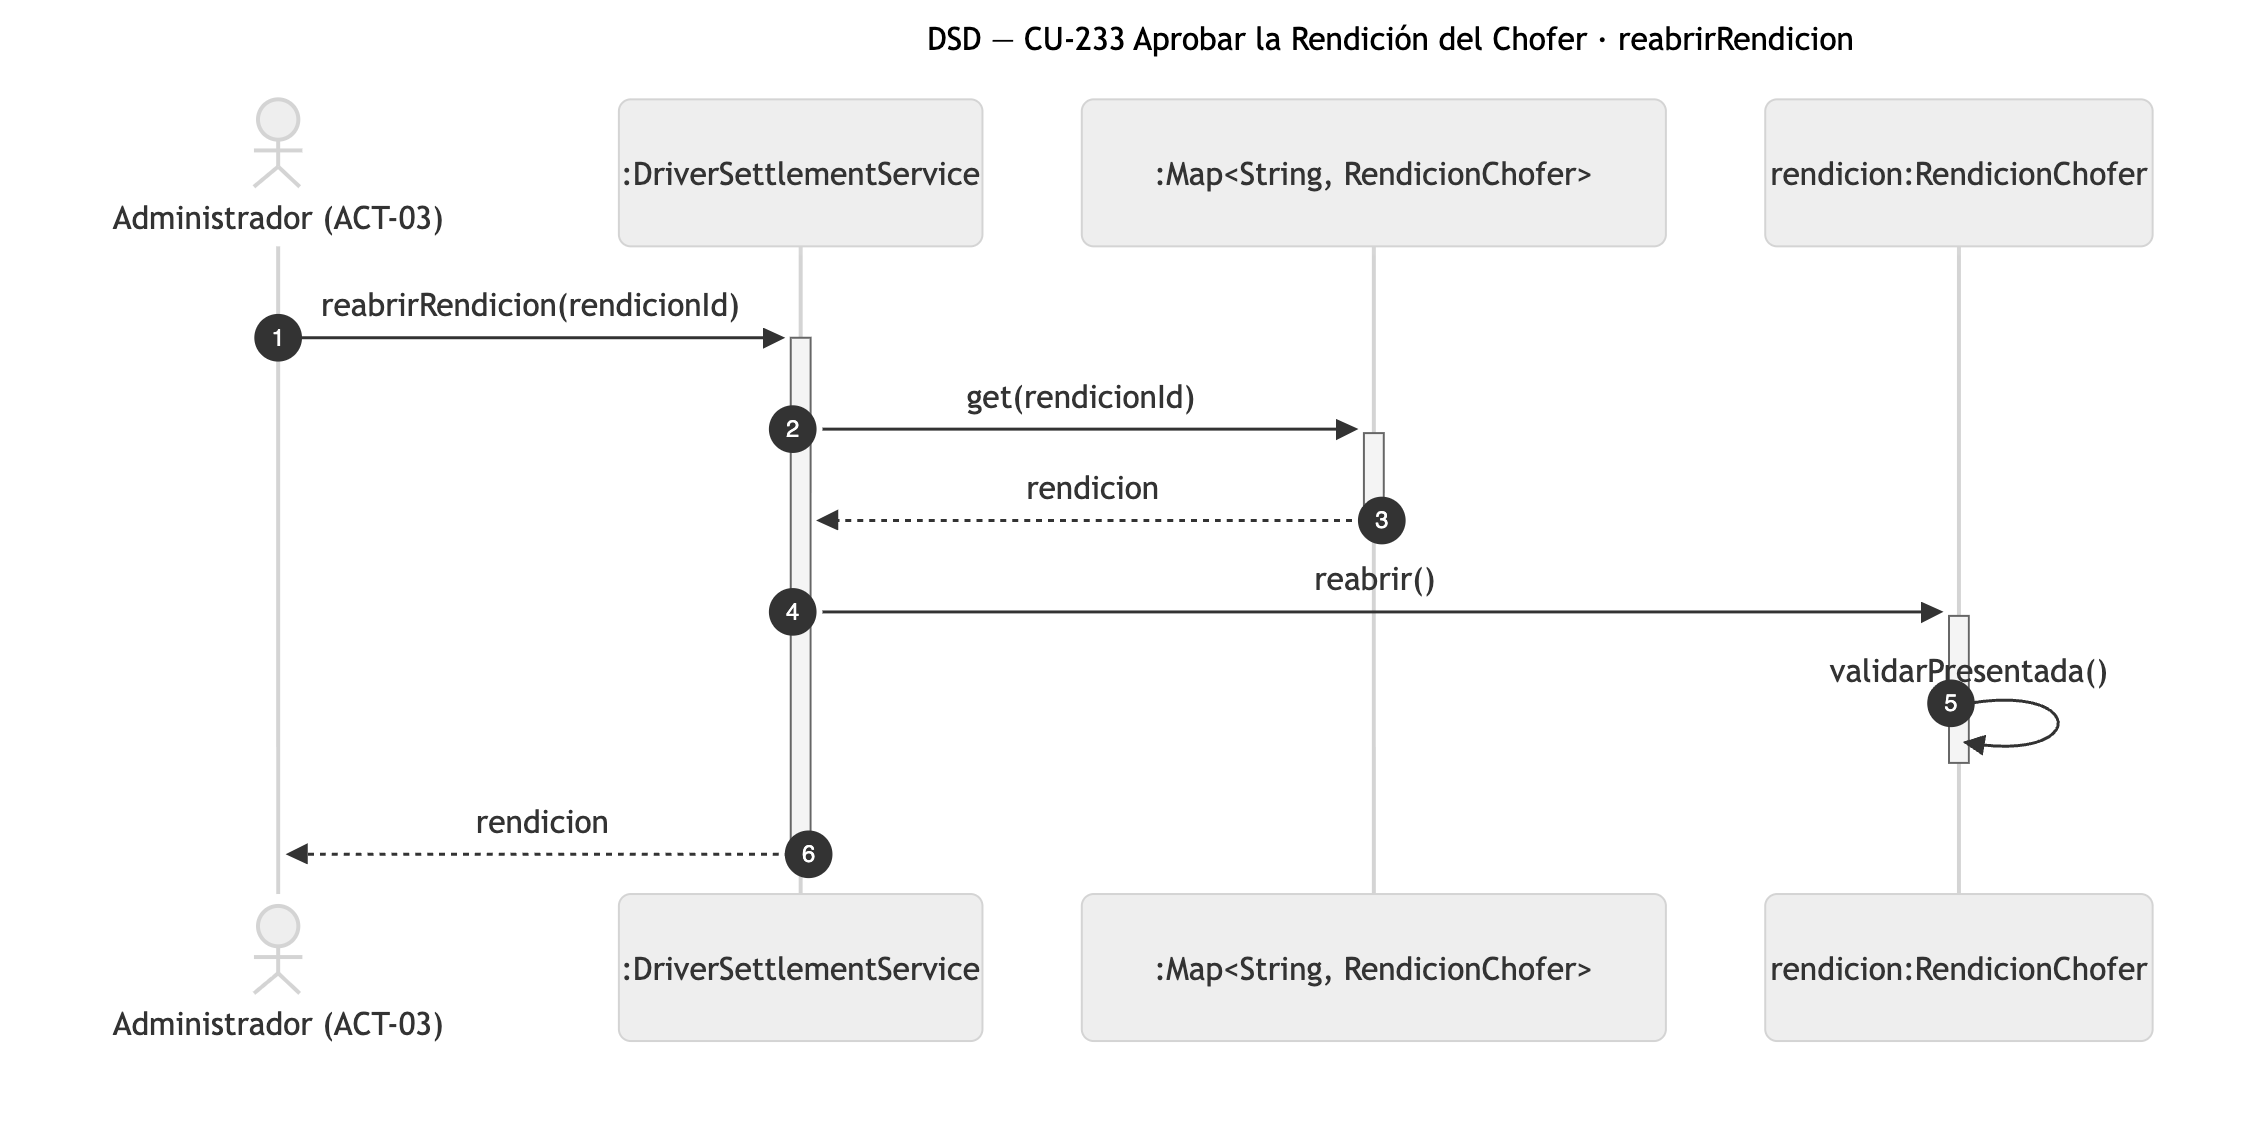 DSD — CU-233 Aprobar la Rendición del Chofer · reabrirRendicion
Administrador (ACT-03)
:DriverSettlementService
:Map<String, RendicionChofer>
rendicion:RendicionChofer
reabrirRendicion(rendicionId)
1
get(rendicionId)
2
rendicion
3
reabrir()
4
validarPresentada()
5
rendicion
6
Administrador (ACT-03)
:DriverSettlementService
:Map<String, RendicionChofer>
rendicion:RendicionChofer